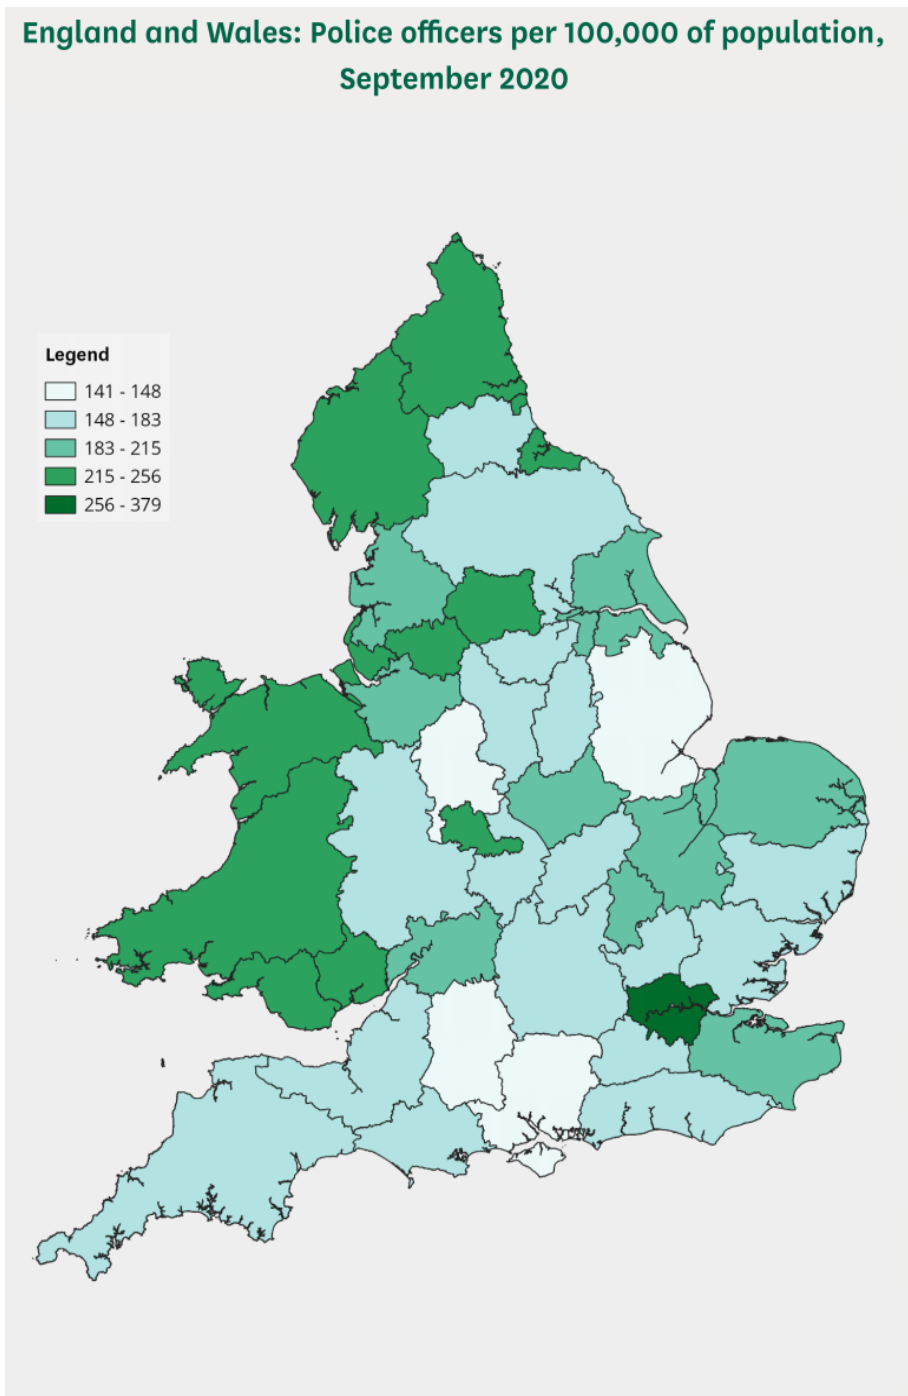 England and Wales: Police officers per 100,000 of population,
September 2020
Legend
141 - 148
148 - 183
183 - 215
215 - 256
256 - 379